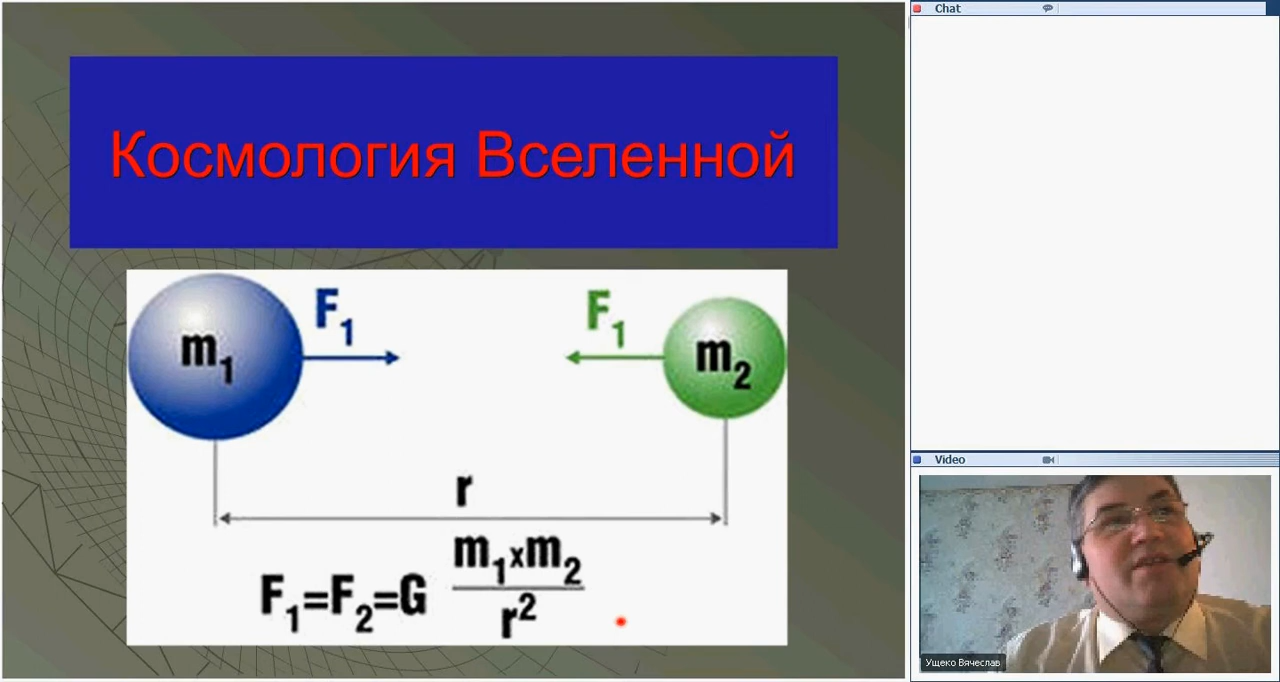 Космология Вселенной
F₁
F₁
m₁
m₂
r
F₁=F₂=G m₁xm₂
r²
Chat
Video
Ущеко Вячеслав